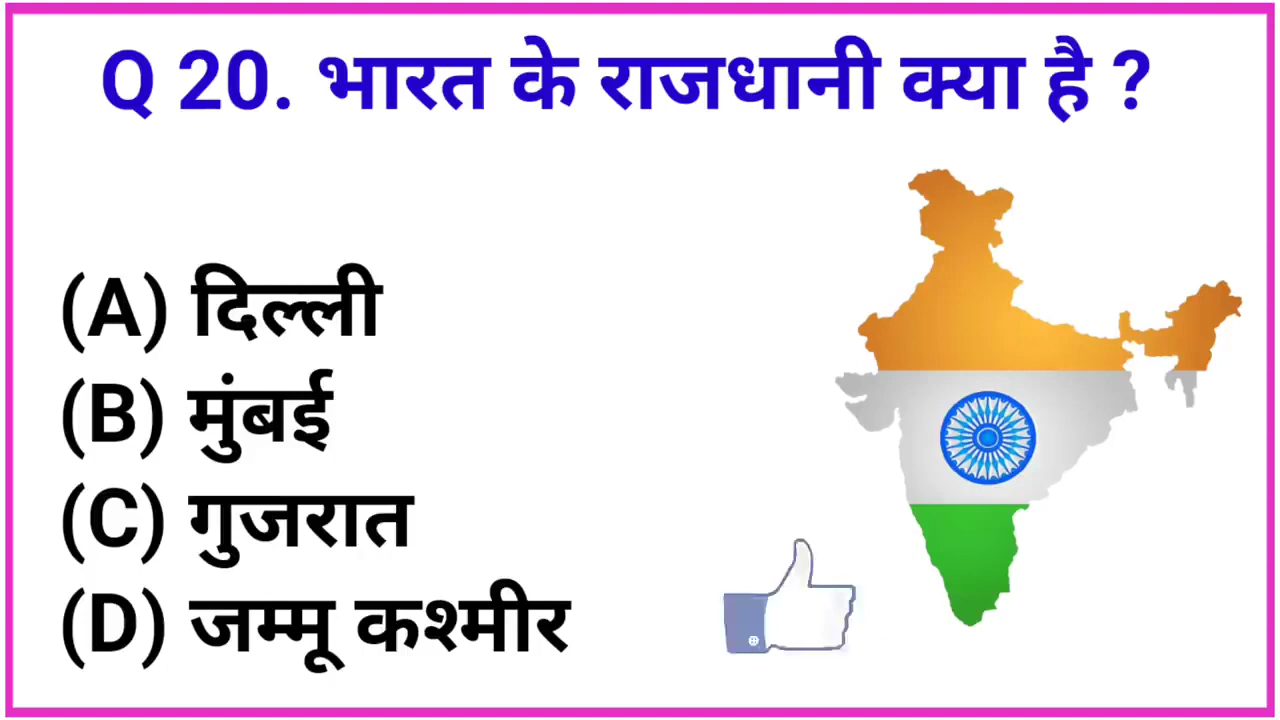 Q 20. भारत के राजधानी क्या है ?
(A) दिल्ली
(B) मुंबई
(C) गुजरात
(D) जम्मू कश्मीर